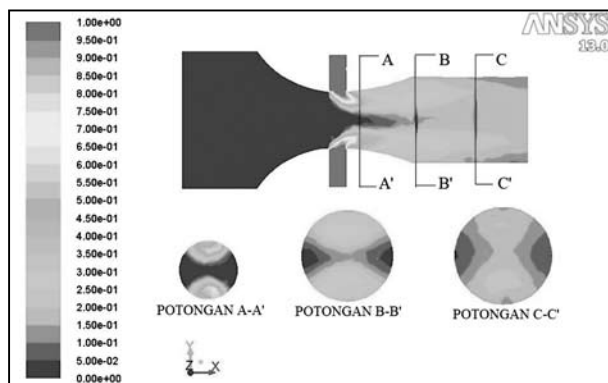 1.00e+00
9.50e-01
9.00e-01
8.50e-01
8.00e-01
7.50e-01
7.00e-01
6.50e-01
6.00e-01
5.50e-01
5.00e-01
4.50e-01
4.00e-01
3.50e-01
3.00e-01
2.50e-01
2.00e-01
1.50e-01
1.00e-01
5.00e-02
0.00e+00
ANSYS
13.0
A B C
A' B' C'
POTONGAN A-A' POTONGAN B-B' POTONGAN C-C'
Y
Z X